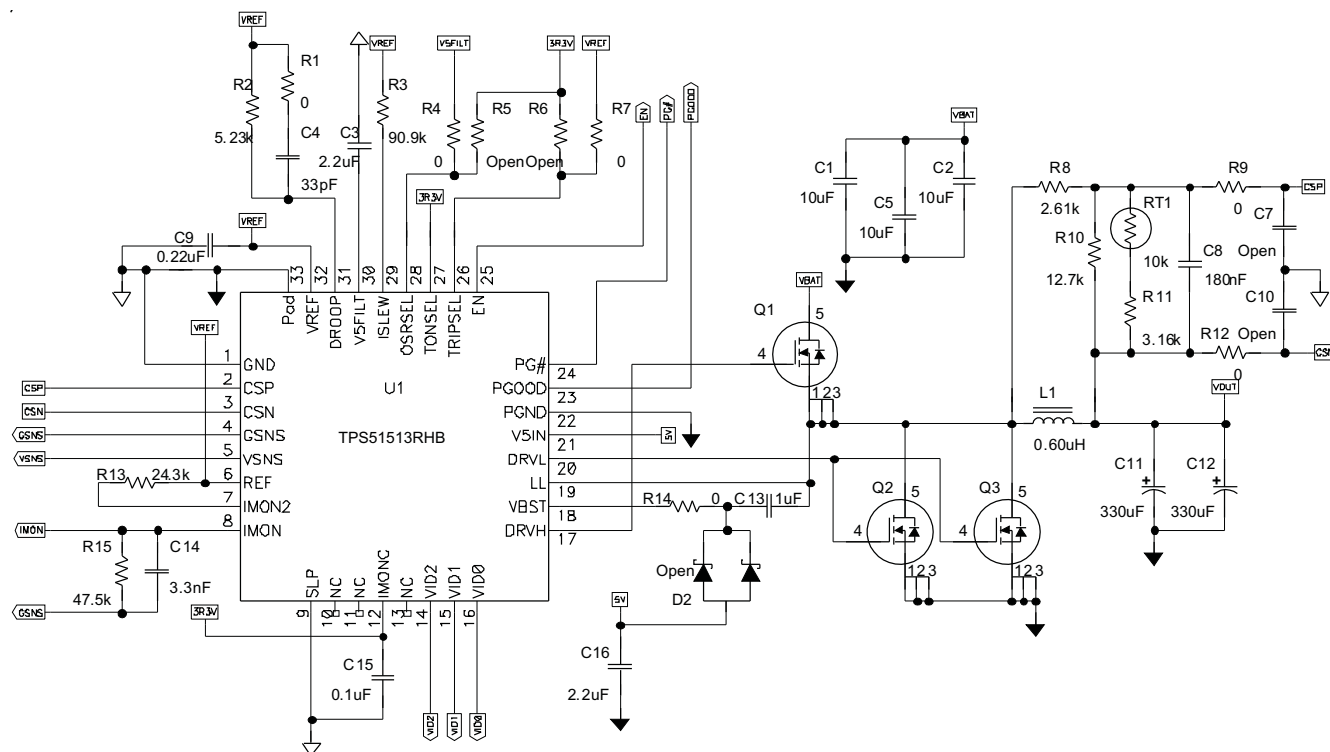 VREF
R1
0
R2
5.23k
C4
33pF
C3
2.2uF
VREF
R3
90.9k
V5FILT
R4
0
R5
Open
3R3V
R6
Open
VREF
R7
0
EN
PG#
PGOOD
3R3V
C9
0.22uF
VREF
VREF
VBAT
C1
10uF
C5
10uF
C2
10uF
R8
2.61k
R10
12.7k
RT1
10k
R11
3.16k
C8
180nF
R9
0
CSP
C7
Open
C10
Open
R12
0
CSN
33 32 31 30 29 28 27 26 25
Pad VREF DROOP V5FILT ISLEW OSRSEL TONSEL TRIPSEL EN
1 GND
2 CSP
3 CSN
4 GSNS
5 VSNS
6 REF
7 IMON2
8 IMON
U1
TPS51513RHB
PG# 24
PGOOD 23
PGND 22
V5IN 21
DRVL 20
LL 19
VBST 18
DRVH 17
SLP NC NC IMONC NC VID2 VID1 VID0
9 10 11 12 13 14 15 16
CSP
CSN
GSNS
VSNS
R13
24.3k
IMON
R15
47.5k
C14
3.3nF
GSNS
3R3V
C15
0.1uF
VID2
VID1
VID0
5V
R14
0
C13
1uF
Open
D2
5V
C16
2.2uF
VBAT
Q1
5
4
123
Q2
5
4
123
Q3
5
4
123
L1
0.60uH
VOUT
C11
330uF
C12
330uF